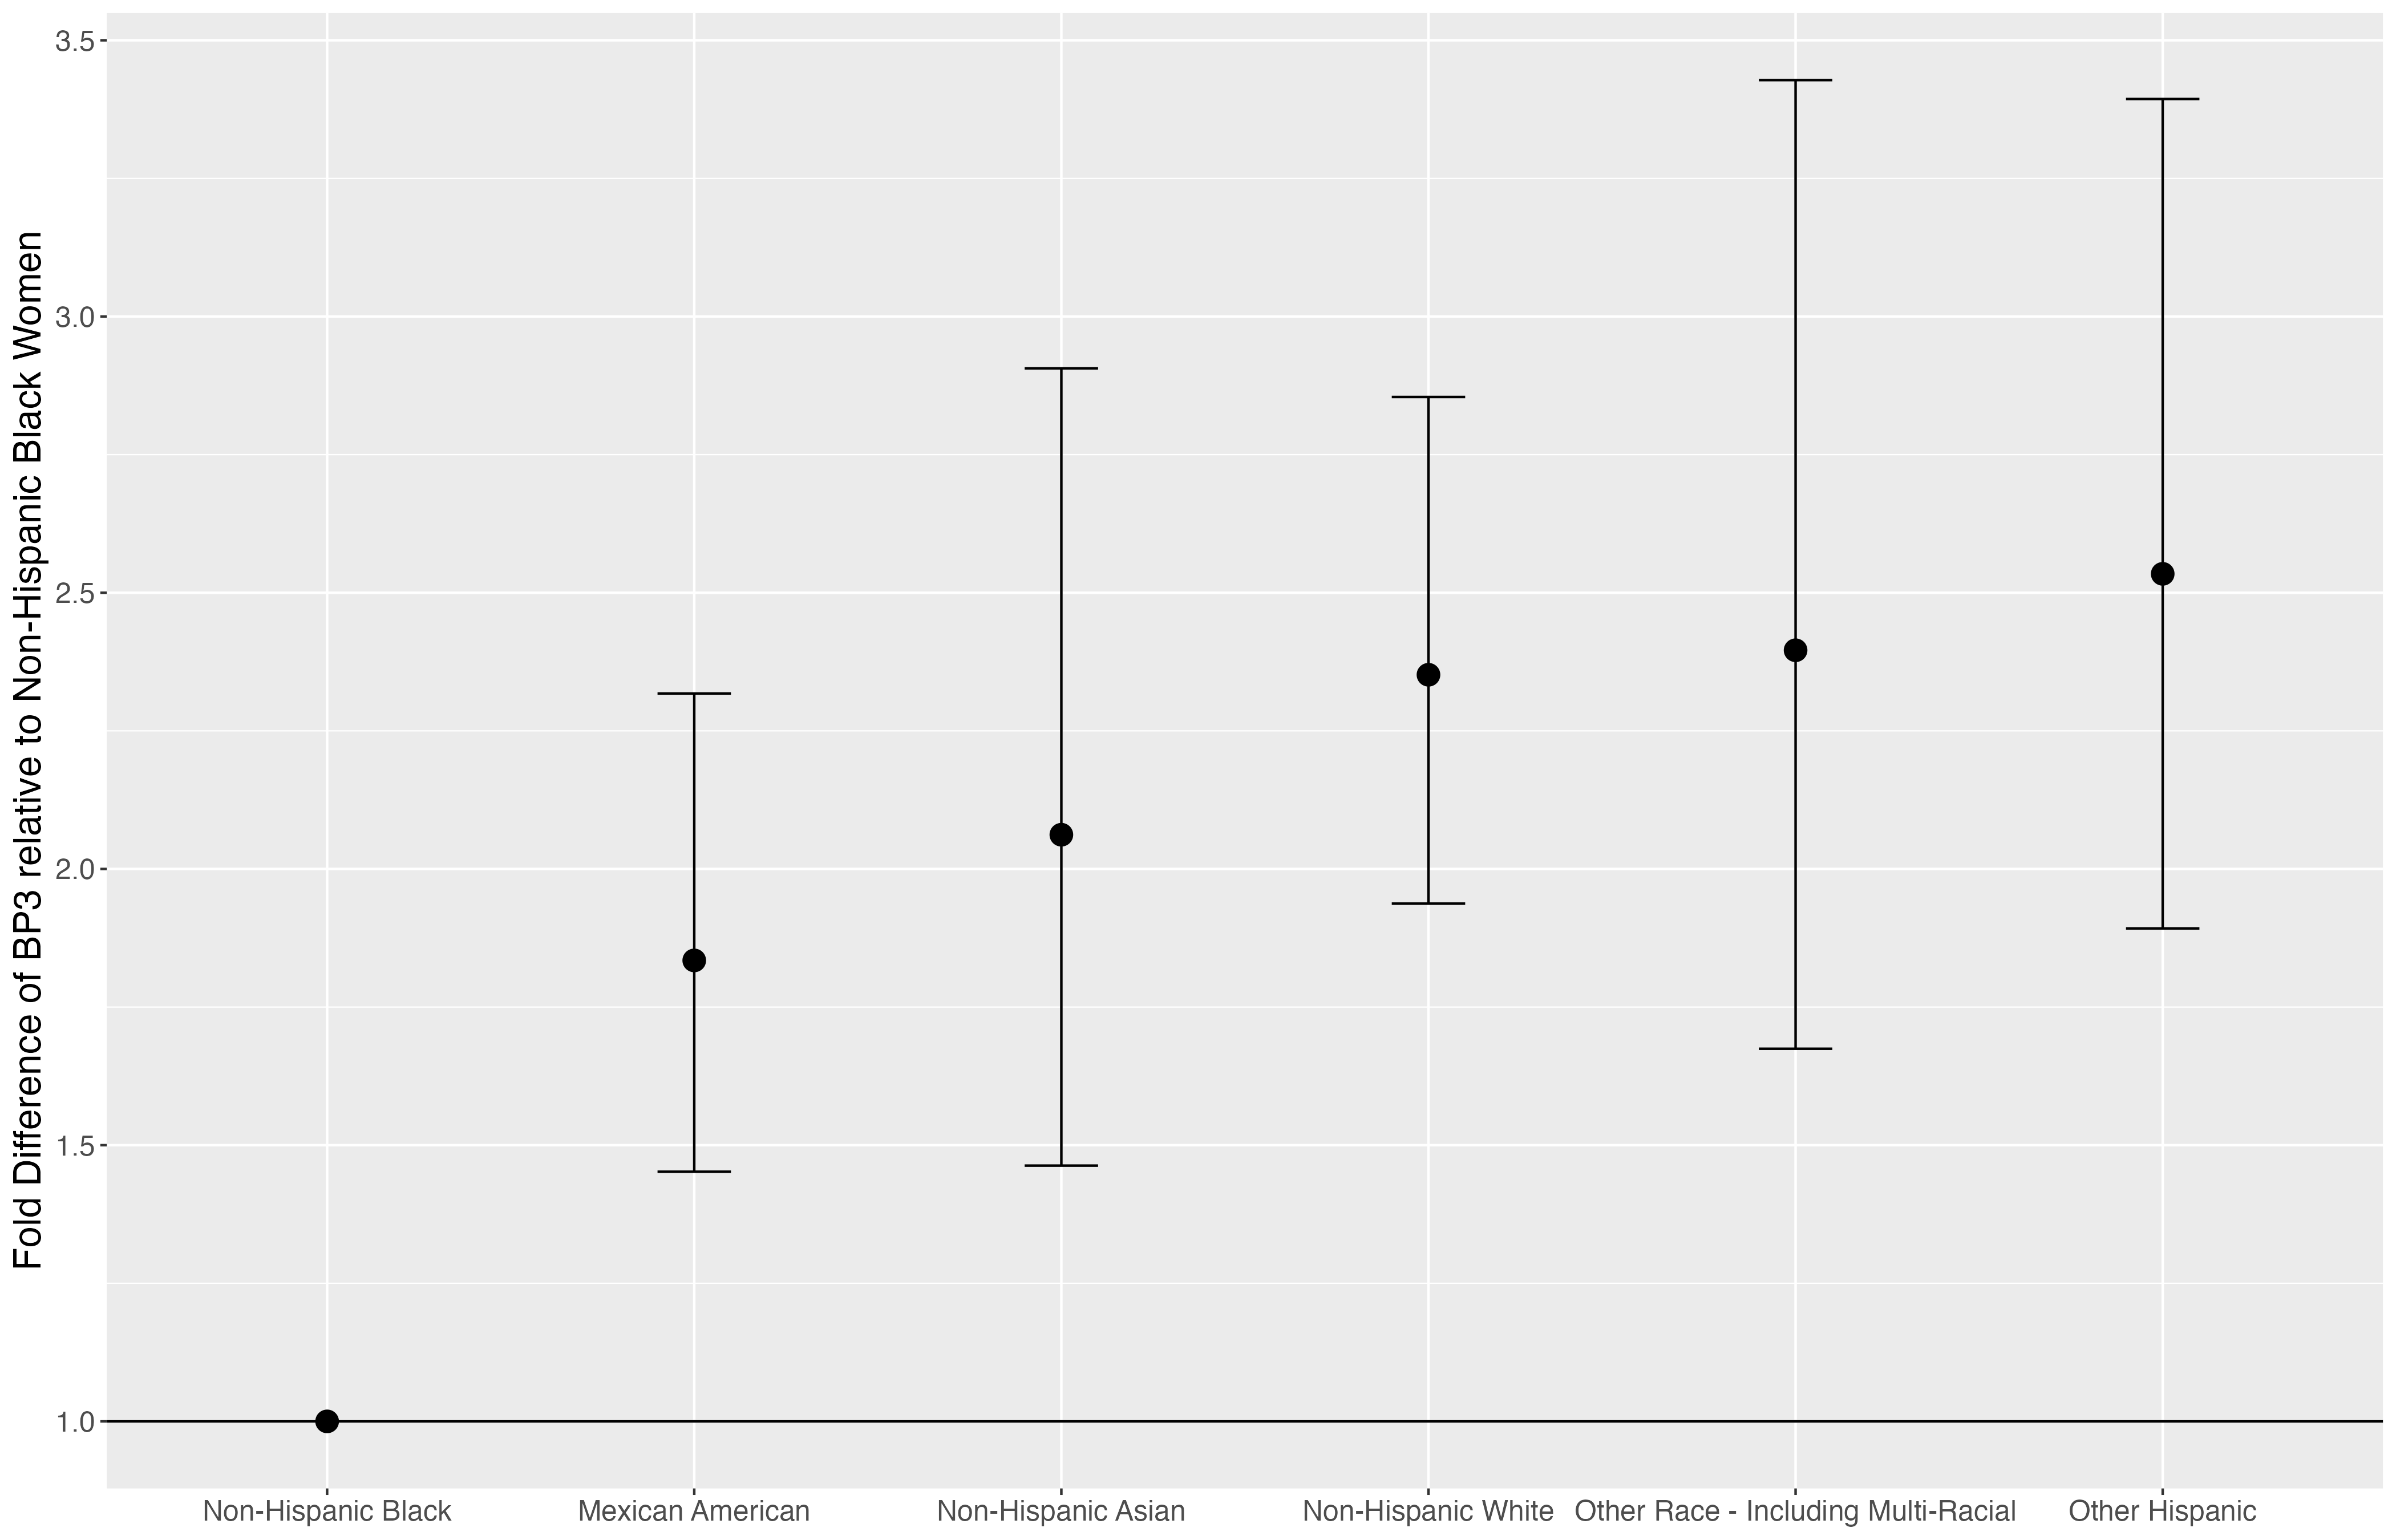 Fold Difference of BP3 relative to Non-Hispanic Black Women
3.5
3.0
2.5
2.0
1.5
1.0
Non-Hispanic Black
Mexican American
Non-Hispanic Asian
Non-Hispanic White
Other Race - Including Multi-Racial
Other Hispanic